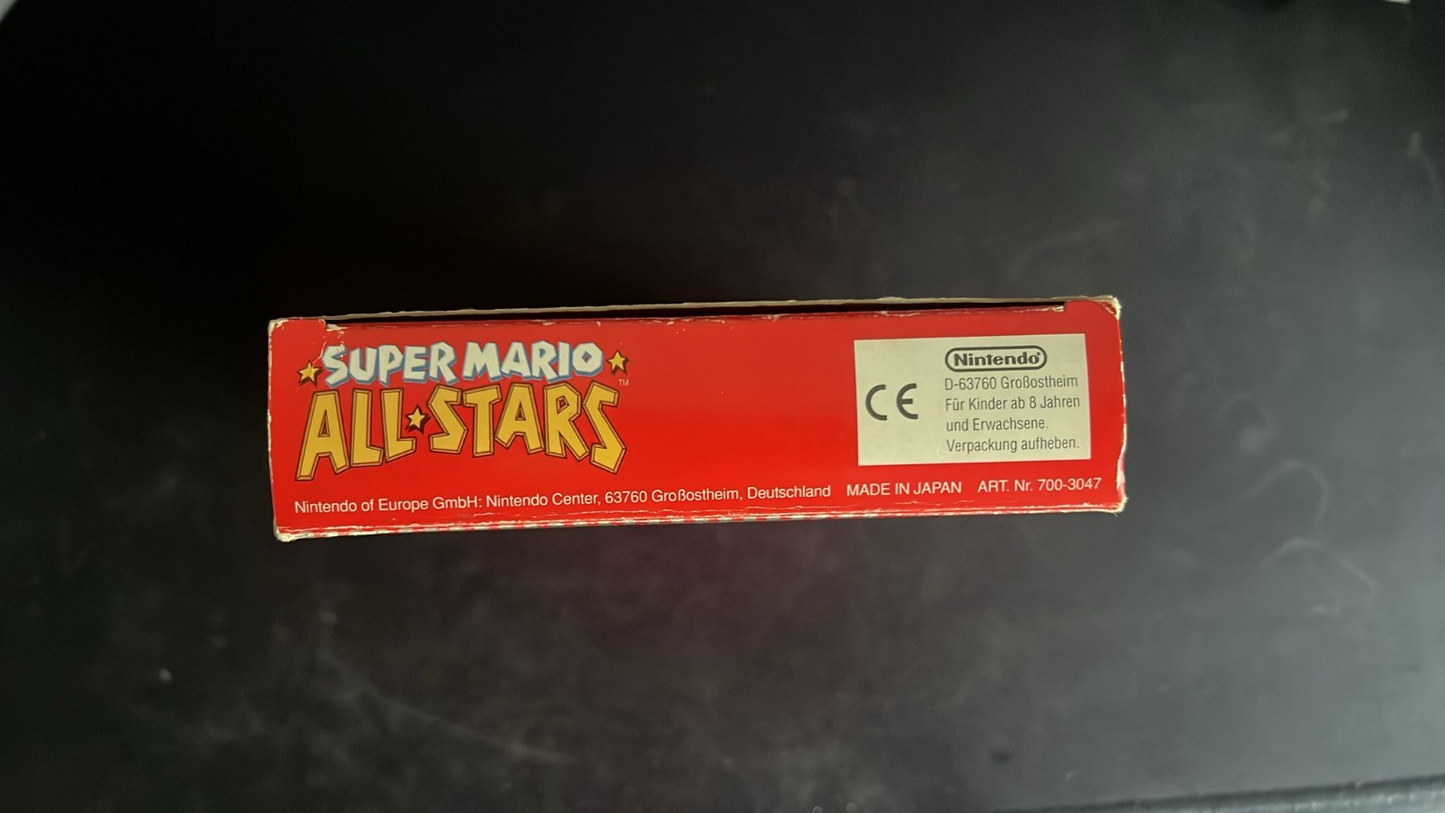 SUPER MARIO
ALL★STARS™
Nintendo®
D-63760 Großostheim
Für Kinder ab 8 Jahren
und Erwachsene.
Verpackung aufheben.
CE
Nintendo of Europe GmbH: Nintendo Center, 63760 Großostheim, Deutschland MADE IN JAPAN ART. Nr. 700-3047